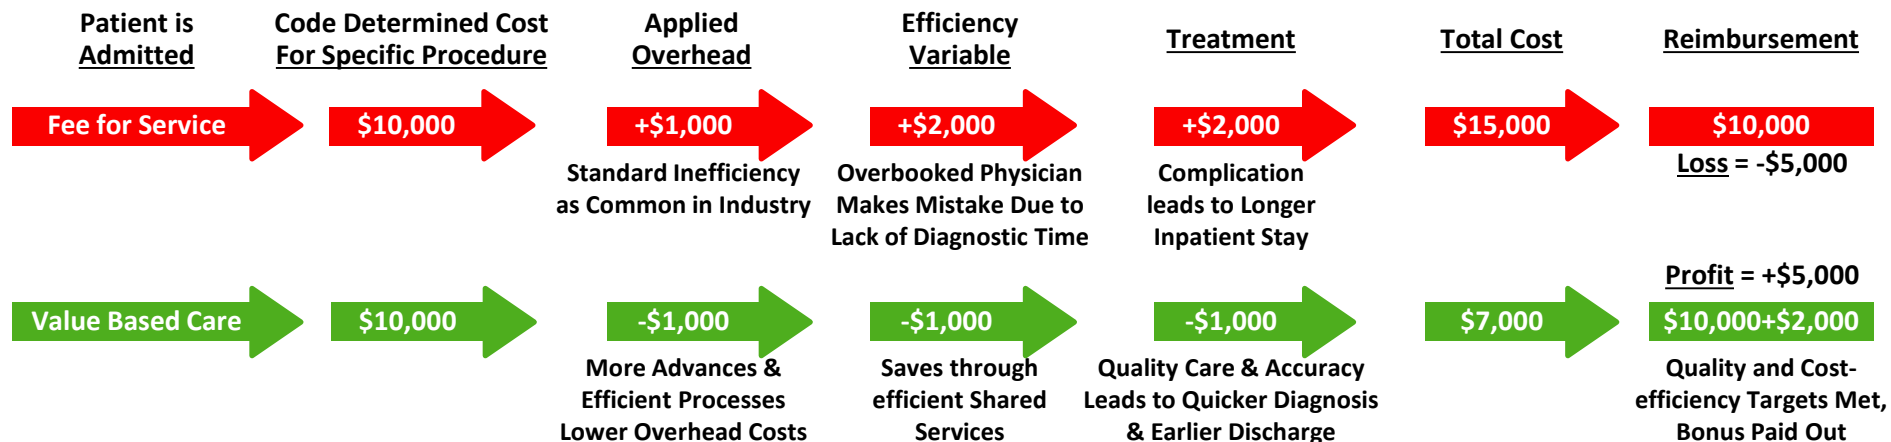 Patient is
Admitted
Code Determined Cost
For Specific Procedure
Applied
Overhead
Efficiency
Variable
Treatment
Total Cost
Reimbursement
Fee for Service
$10,000
+$1,000
+$2,000
+$2,000
$15,000
$10,000
Standard Inefficiency
as Common in Industry
Overbooked Physician
Makes Mistake Due to
Lack of Diagnostic Time
Complication
leads to Longer
Inpatient Stay
Loss = -$5,000
Profit = +$5,000
Value Based Care
$10,000
-$1,000
-$1,000
-$1,000
$7,000
$10,000+$2,000
More Advances &
Efficient Processes
Lower Overhead Costs
Saves through
efficient Shared
Services
Quality Care & Accuracy
Leads to Quicker Diagnosis
& Earlier Discharge
Quality and Cost-
efficiency Targets Met,
Bonus Paid Out